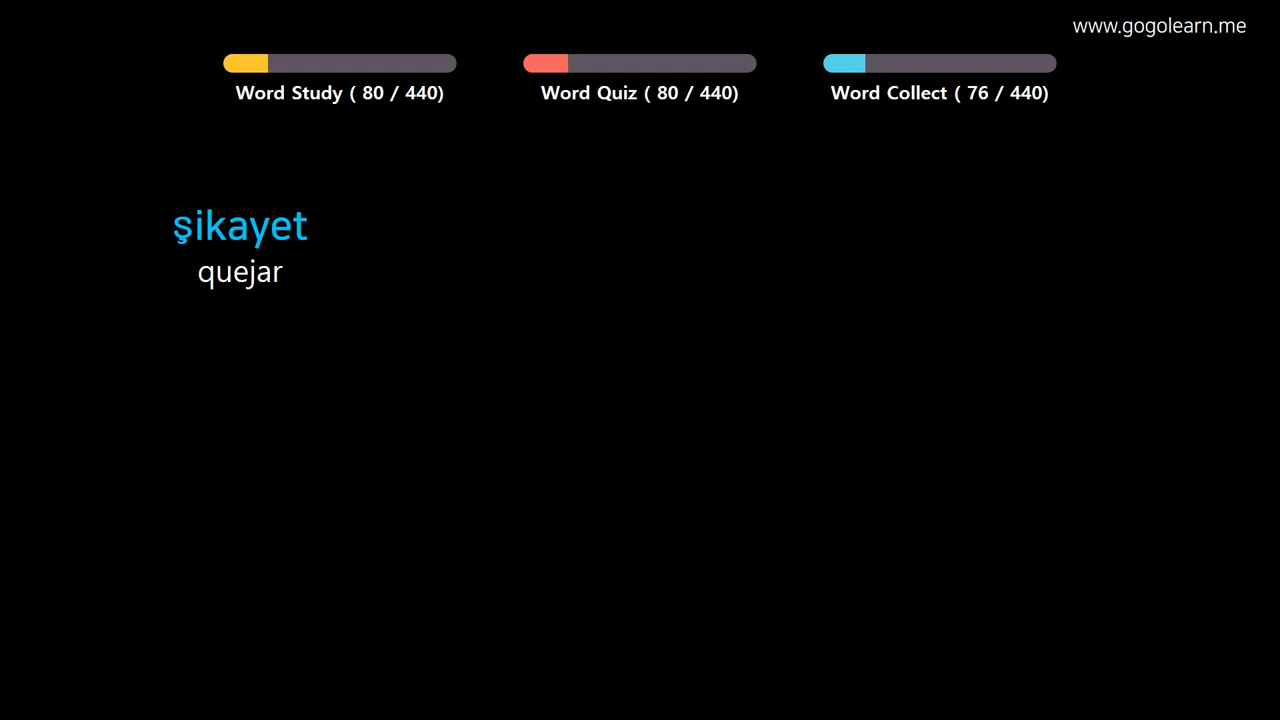 www.gogolearn.me
Word Study ( 80 / 440)
Word Quiz ( 80 / 440)
Word Collect ( 76 / 440)
şikayet
quejar